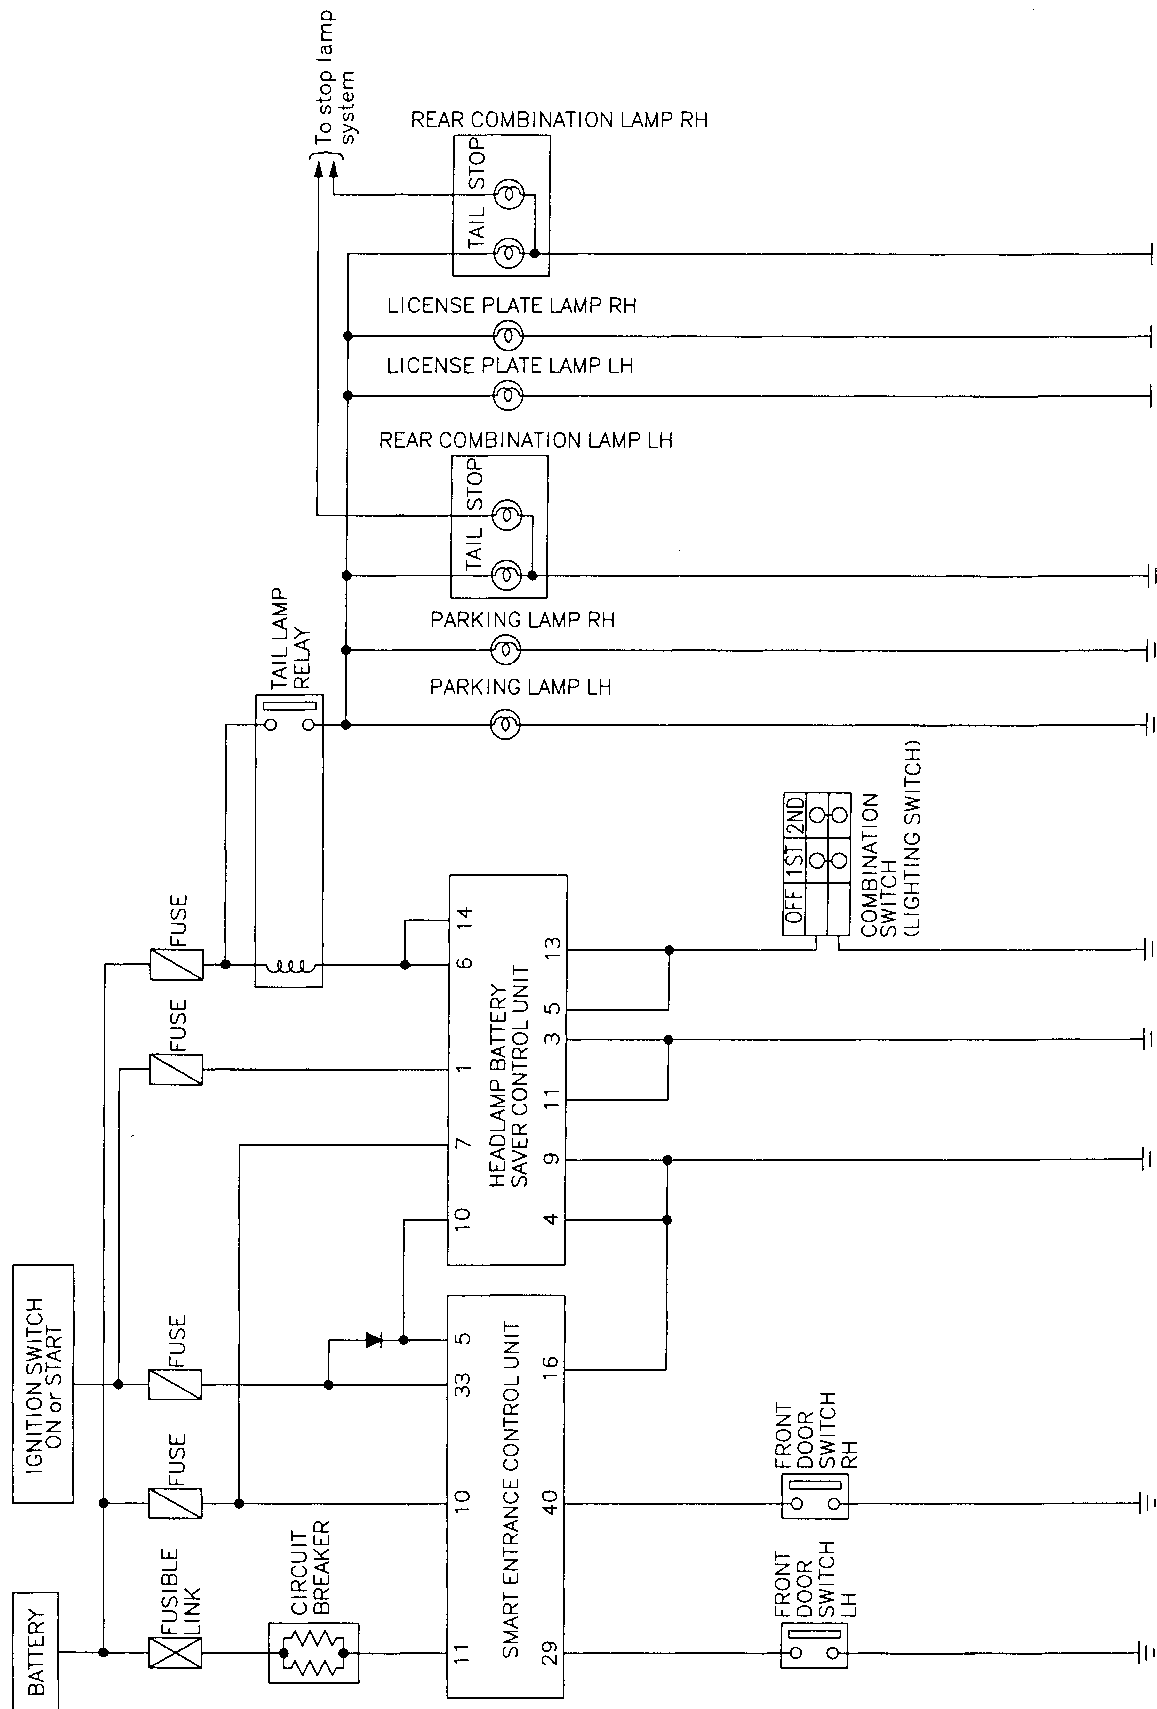 To stop lamp
system
REAR COMBINATION LAMP RH
TAIL STOP
LICENSE PLATE LAMP RH
LICENSE PLATE LAMP LH
REAR COMBINATION LAMP LH
TAIL STOP
TAIL LAMP
RELAY
PARKING LAMP RH
PARKING LAMP LH
OFF 1ST 2ND
COMBINATION
SWITCH
(LIGHTING SWITCH)
FUSE
14
6
13
5
FUSE
1
3
11
HEADLAMP BATTERY
SAVER CONTROL UNIT
7
9
10
4
IGNITION SWITCH
ON or START
FUSE
5
33
16
SMART ENTRANCE CONTROL UNIT
FUSE
10
40
FRONT
DOOR
SWITCH
RH
BATTERY
FUSIBLE
LINK
CIRCUIT
BREAKER
11
29
FRONT
DOOR
SWITCH
LH